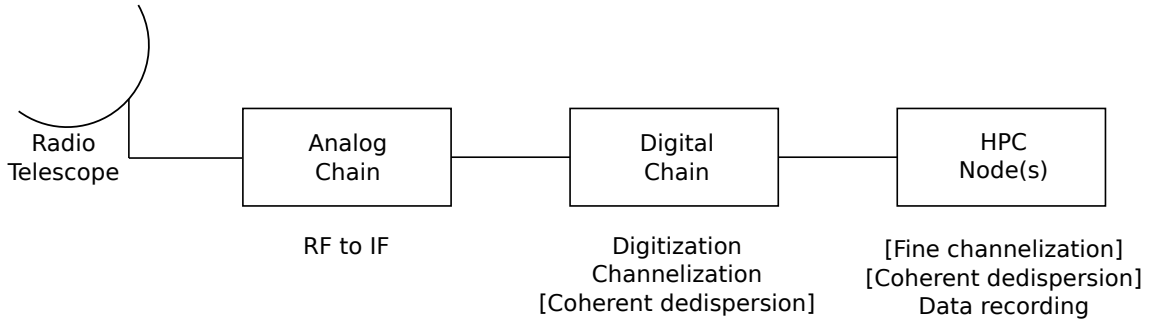 Radio
Telescope
Analog
Chain
RF to IF
Digital
Chain
Digitization
Channelization
[Coherent dedispersion]
HPC
Node(s)
[Fine channelization]
[Coherent dedispersion]
Data recording